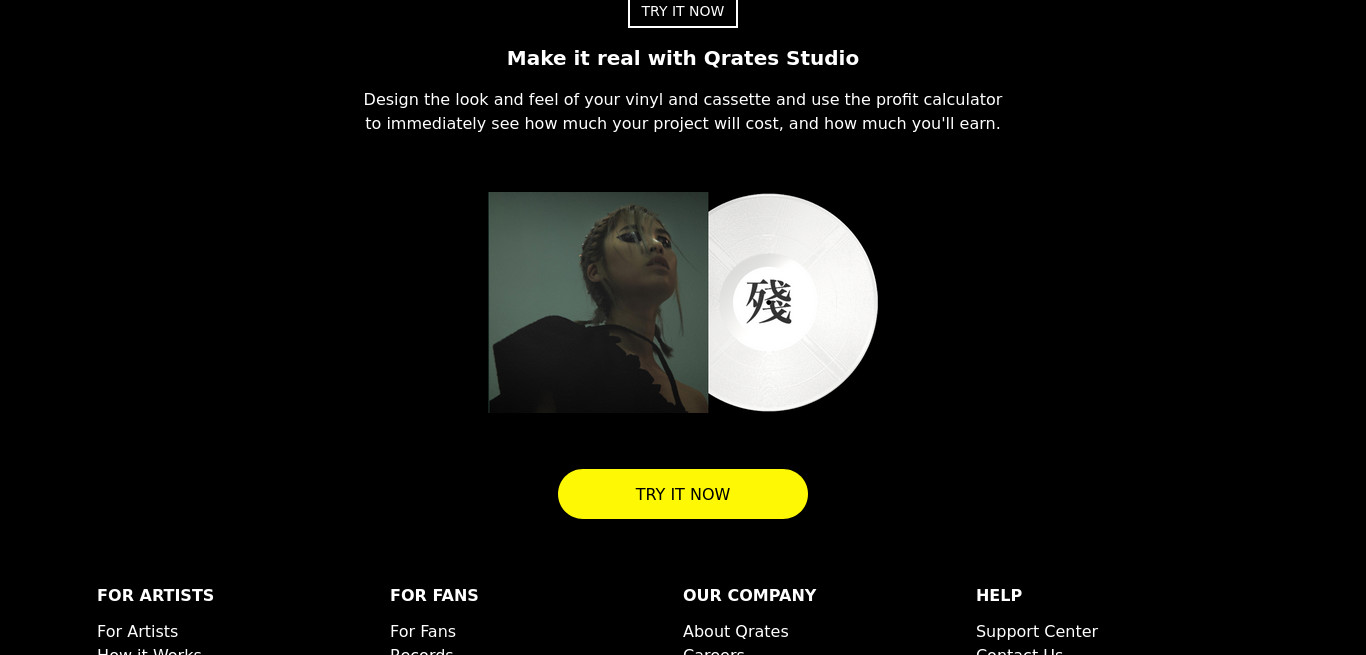 TRY IT NOW
Make it real with Qrates Studio
Design the look and feel of your vinyl and cassette and use the profit calculator
to immediately see how much your project will cost, and how much you'll earn.
殘
TRY IT NOW
FOR ARTISTS
FOR FANS
OUR COMPANY
HELP
For Artists
For Fans
About Qrates
Support Center
How it Works
Records
Careers
Contact Us